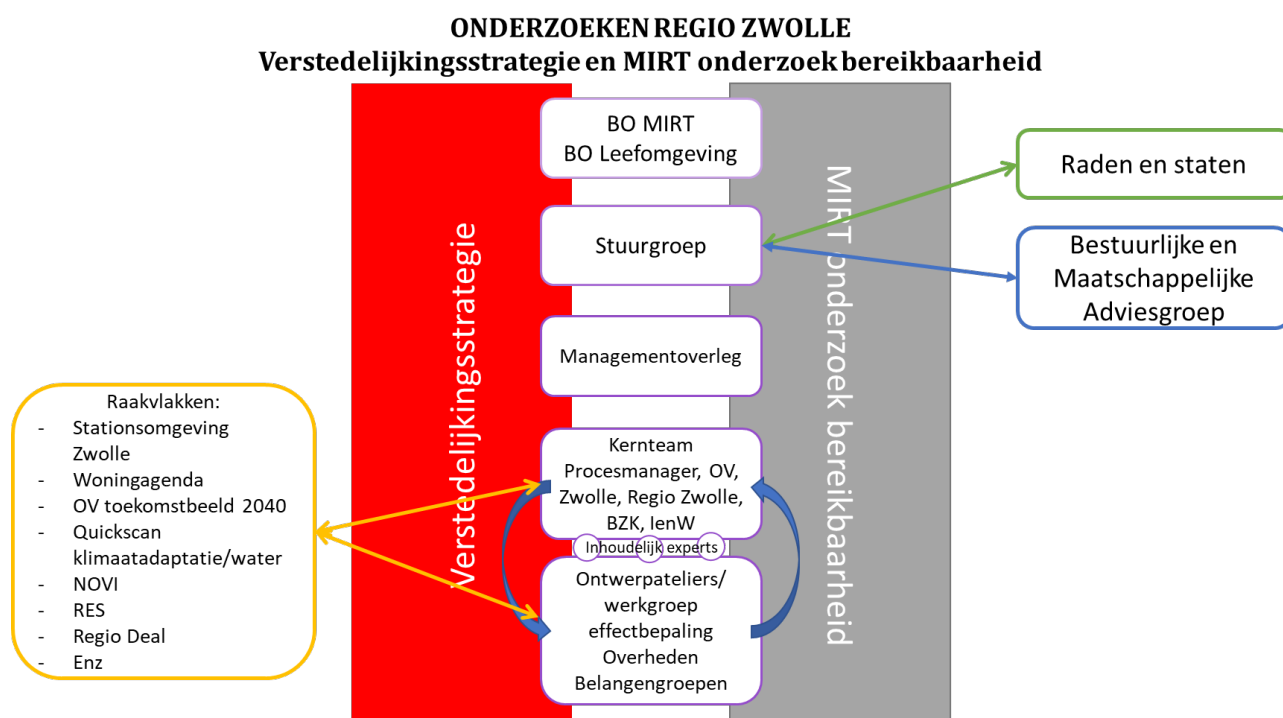 ONDERZOEKEN REGIO ZWOLLE
Verstedelijkingsstrategie en MIRT onderzoek bereikbaarheid
BO MIRT
BO Leefomgeving
Stuurgroep
Managementoverleg
Kernteam
Procesmanager, OV,
Zwolle, Regio Zwolle,
BZK, IenW
Inhoudelijk experts
Ontwerpateliers/
werkgroep
effectbepaling
Overheden
Belangengroepen
Verstedelijkingsstrategie
MIRT onderzoek bereikbaarheid
Raden en staten
Bestuurlijke en
Maatschappelijke
Adviesgroep
Raakvlakken:
- Stationsomgeving
Zwolle
- Woningagenda
- OV toekomstbeeld 2040
- Quickscan
klimaatadaptatie/water
- NOVI
- RES
- Regio Deal
- Enz